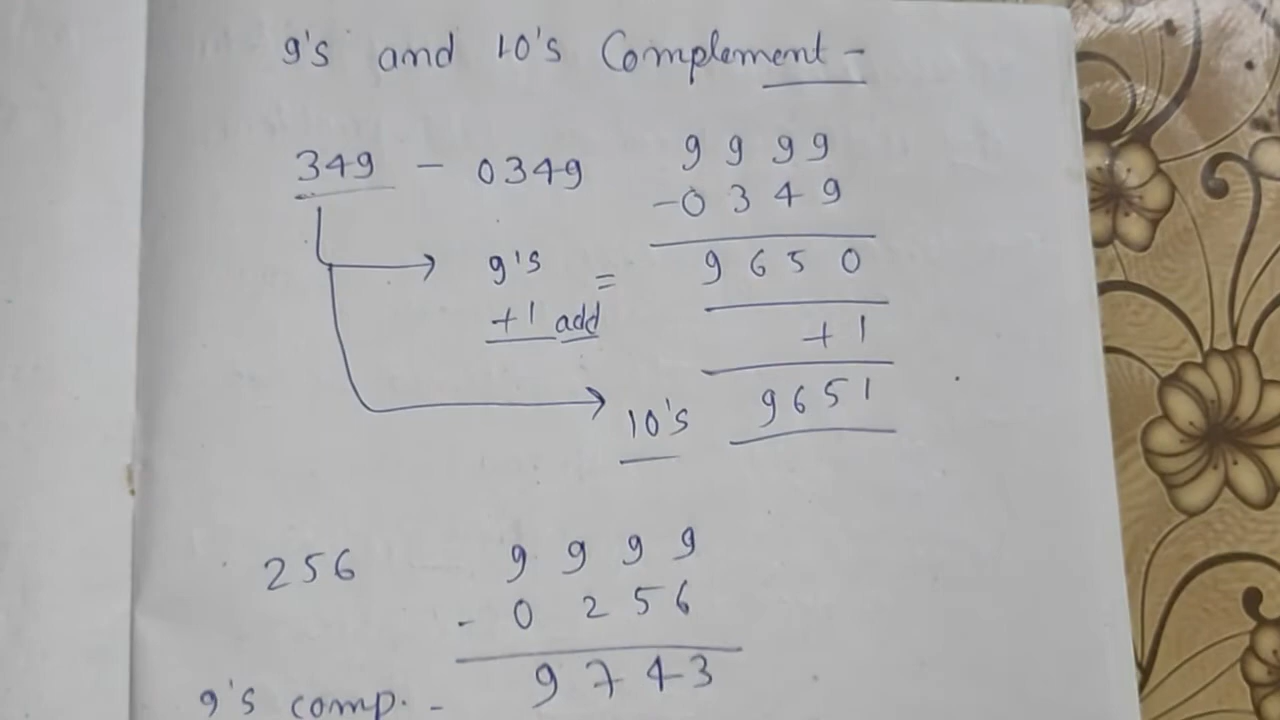 9's and 10's Complement -
349 - 0349
9 9 9 9
-0 3 4 9
9's = 9 6 5 0
+1 add
+ 1
10's 9 6 5 1
256
9 9 9 9
- 0 2 5 6
9's comp. - 9 7 4 3